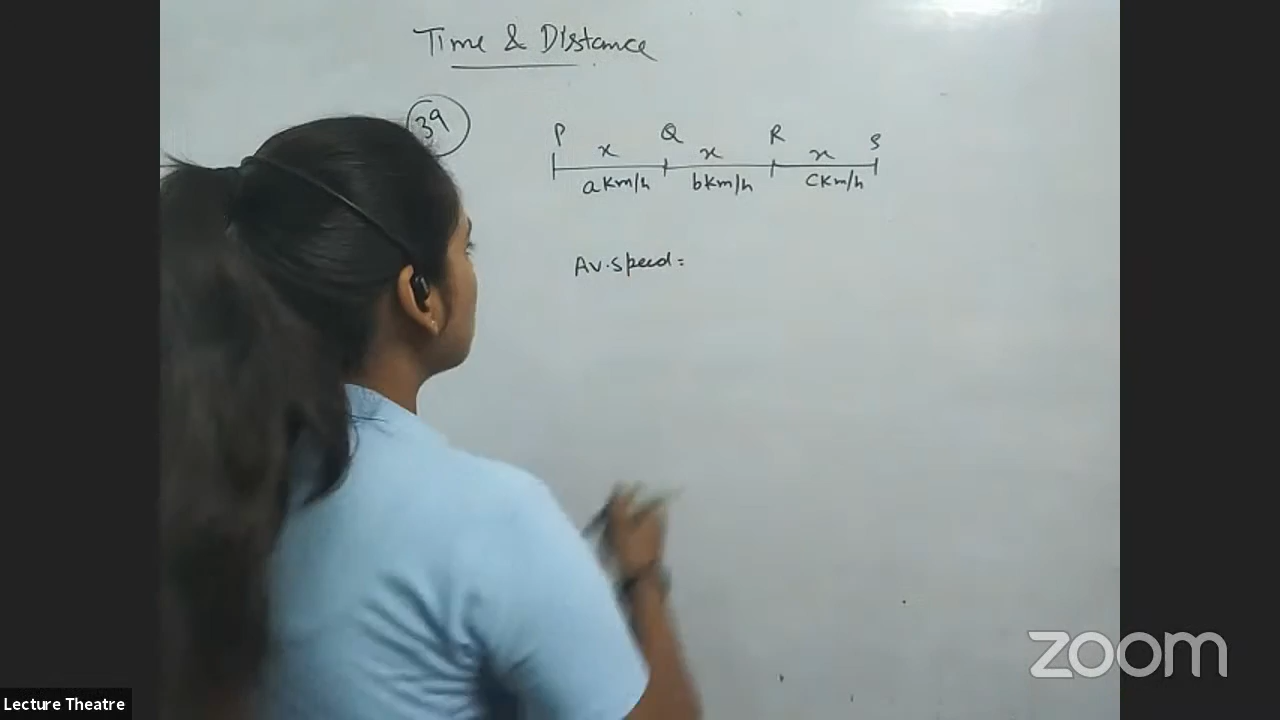 Time & Distance
39
P Q R S
x x x
a Km/h b Km/h c Km/h
Av. Speed =
zoom
Lecture Theatre